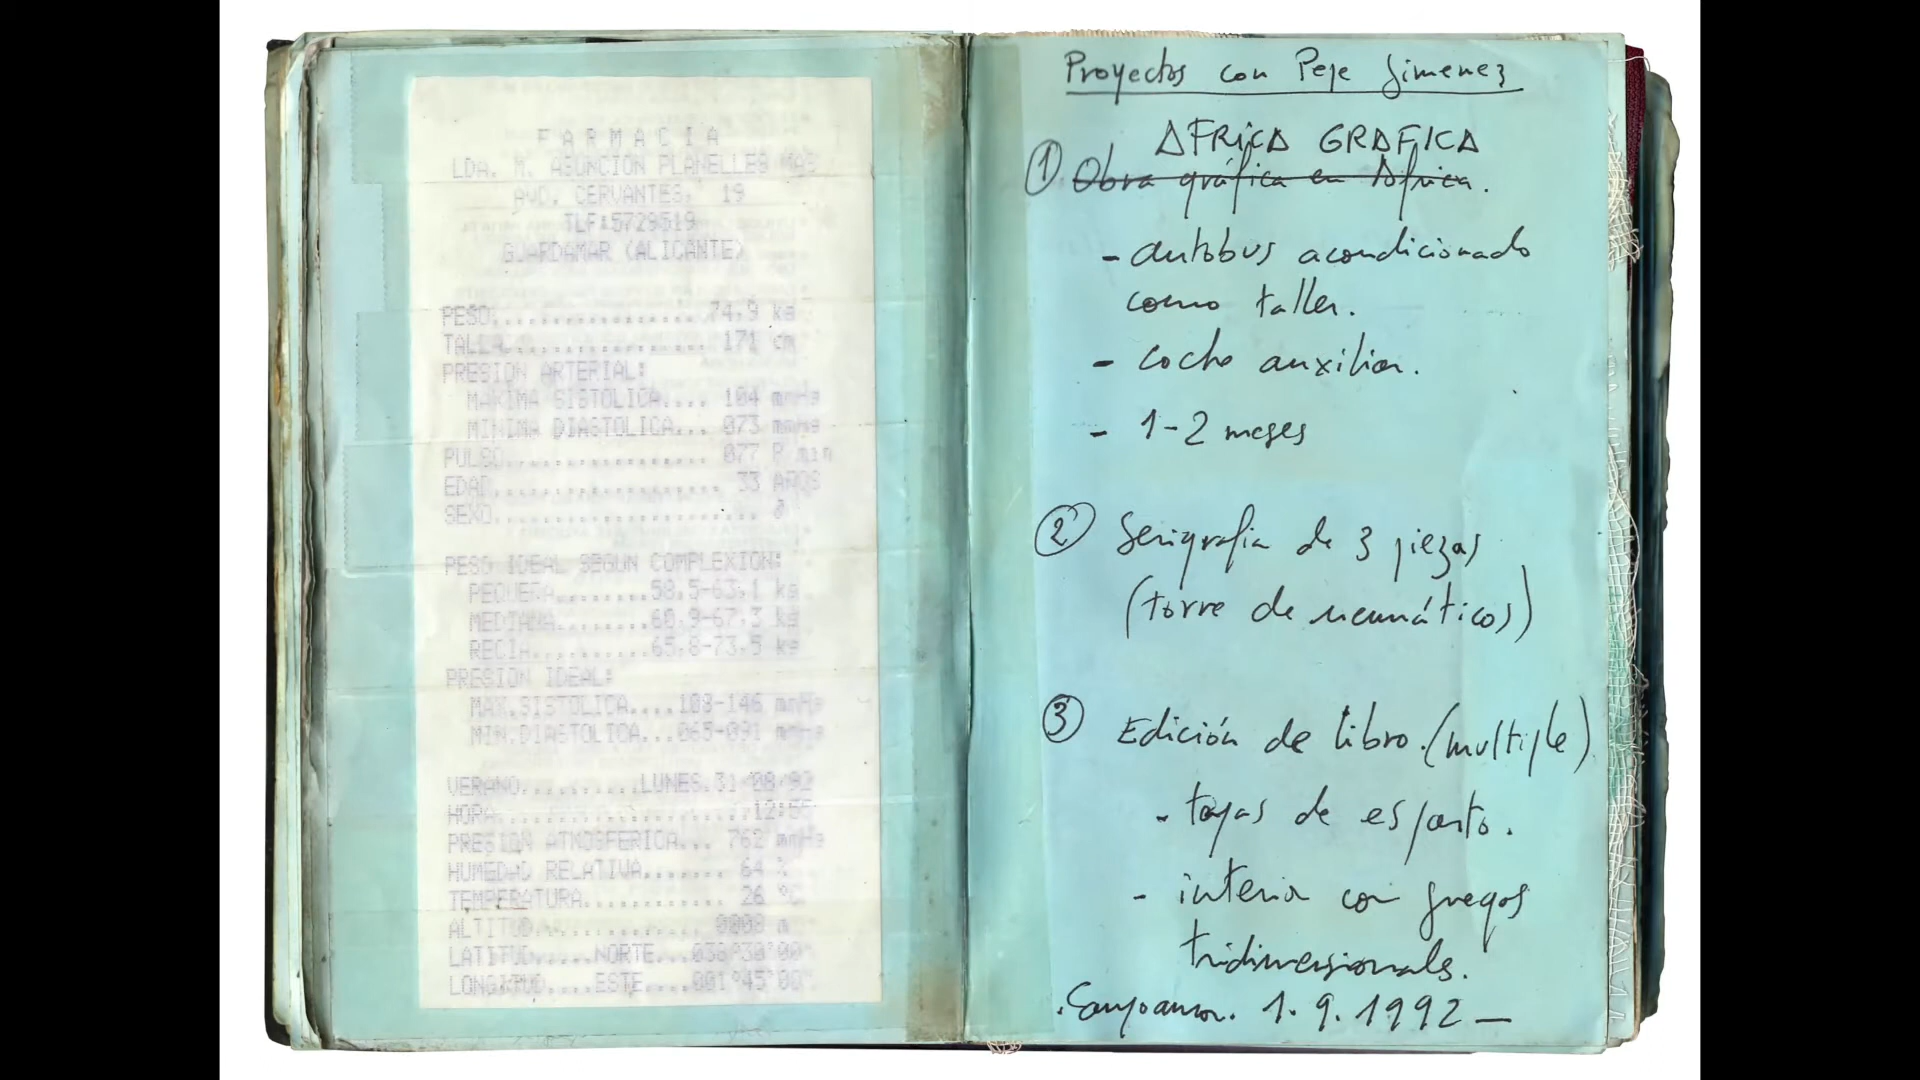 FARMACIA
LDA. M. ASUNCION PLANELLES MAS
AVD. CERVANTES, 19
TLF:5729519
GUARDAMAR (ALICANTE)
PESO.................. 74,9 kg
TALLA................. 171 cm
PRESION ARTERIAL:
MAXIMA SISTOLICA.... 104 mmHg
MINIMA DIASTOLICA... 073 mmHg
PULSO................. 077 P min
EDAD.................. 33 AÑOS
SEXO..................... ♂
PESO IDEAL SEGUN COMPLEXION:
PEQUEÑA........58,5-63,1 kg
MEDIANA........60,9-67,3 kg
RECIA..........65,8-73,5 kg
PRESION IDEAL:
MAX.SISTOLICA....108-146 mmHg
MIN.DIASTOLICA...065-091 mmHg
VERANO..........LUNES.31/08/92
HORA....................12:55
PRESION ATMOSFERICA... 762 mmHg
HUMEDAD RELATIVA....... 64 %
TEMPERATURA............ 26 °C
ALTITUD.............. 0008 m
LATITUD.....NORTE...038°30'00"
LONGITUD....ESTE....001°45'00"
Proyectos con Pepe Jimenez
AFRICA GRAFICA
① Obra gráfica en Africa.
- autobus acondicionado
como taller.
- coche auxiliar.
- 1-2 meses
② Serigrafia de 3 piezas
(torre de neumáticos)
③ Edición de libro. (multiple)
- tapas de esparto.
- interior con juegos
tridimensionales.
Campoamor. 1.9.1992 —